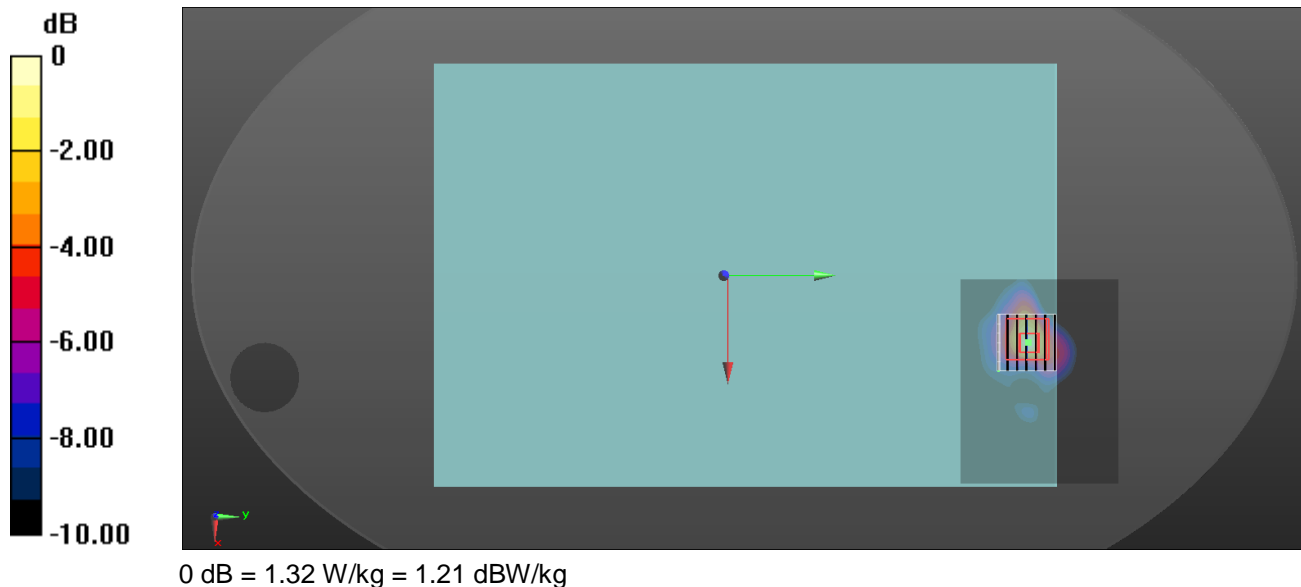 dB
0
-2.00
-4.00
-6.00
-8.00
-10.00
y
x
0 dB = 1.32 W/kg = 1.21 dBW/kg